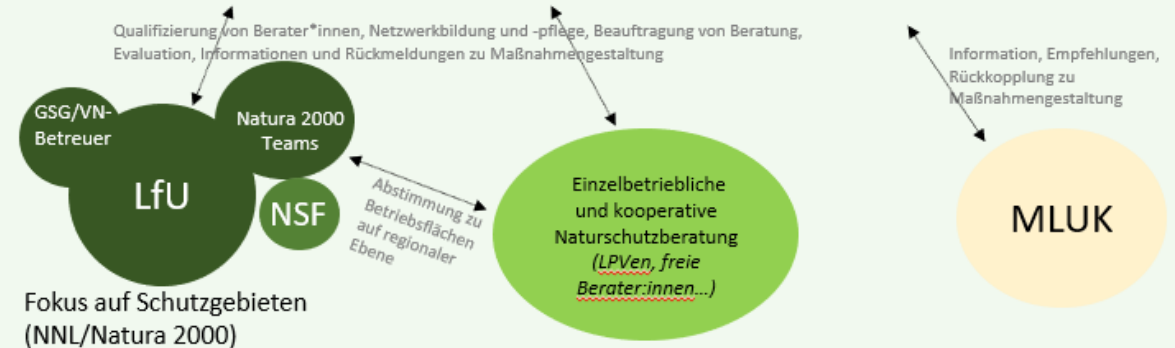 Qualifizierung von Berater*innen, Netzwerkbildung und -pflege, Beauftragung von Beratung,
Evaluation, Informationen und Rückmeldungen zu Maßnahmengestaltung
Information, Empfehlungen,
Rückkopplung zu
Maßnahmengestaltung
GSG/VN-
Betreuer
Natura 2000
Teams
LfU
NSF
Abstimmung zu
Betriebsflächen
auf regionaler
Ebene
Einzelbetriebliche
und kooperative
Naturschutzberatung
(LPVen, freie
Berater:innen...)
MLUK
Fokus auf Schutzgebieten
(NNL/Natura 2000)